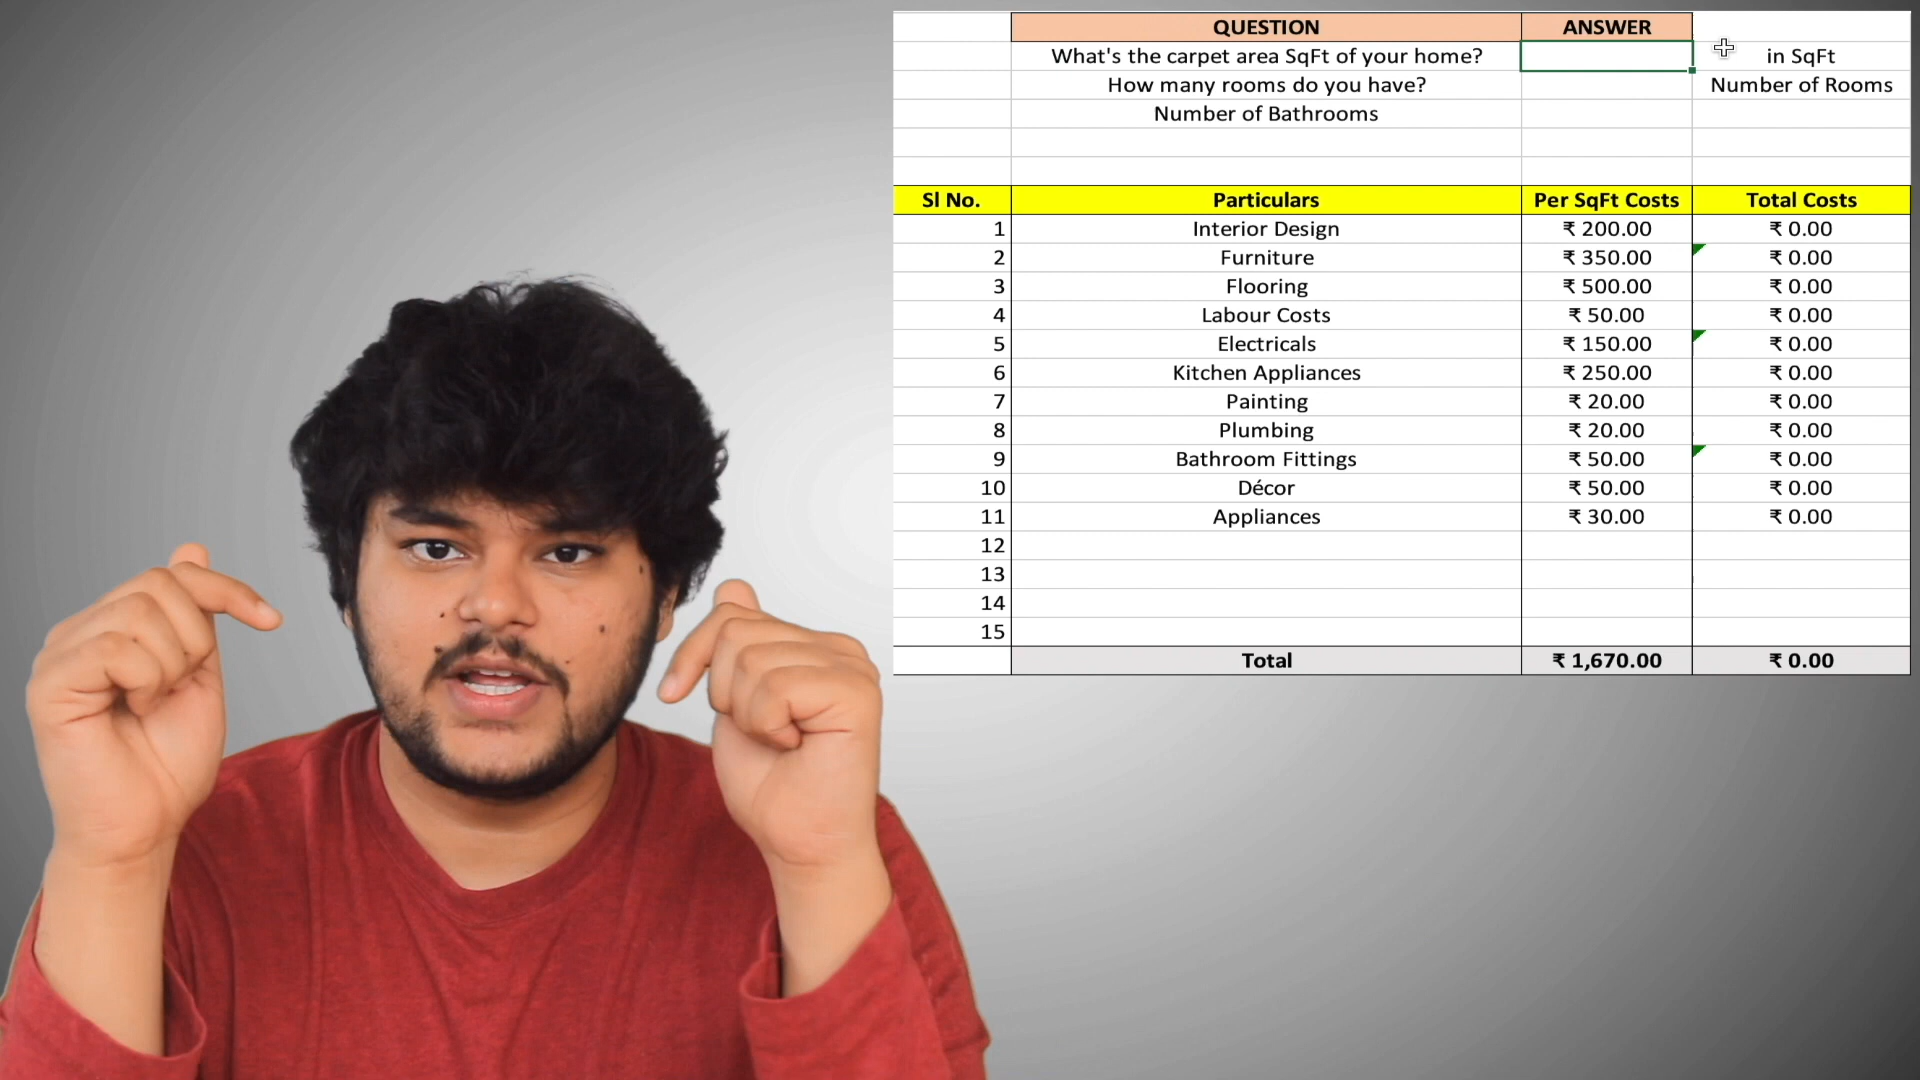 QUESTION ANSWER
What's the carpet area SqFt of your home? in SqFt
How many rooms do you have? Number of Rooms
Number of Bathrooms
Sl No. Particulars Per SqFt Costs Total Costs
1 Interior Design ₹ 200.00 ₹ 0.00
2 Furniture ₹ 350.00 ₹ 0.00
3 Flooring ₹ 500.00 ₹ 0.00
4 Labour Costs ₹ 50.00 ₹ 0.00
5 Electricals ₹ 150.00 ₹ 0.00
6 Kitchen Appliances ₹ 250.00 ₹ 0.00
7 Painting ₹ 20.00 ₹ 0.00
8 Plumbing ₹ 20.00 ₹ 0.00
9 Bathroom Fittings ₹ 50.00 ₹ 0.00
10 Décor ₹ 50.00 ₹ 0.00
11 Appliances ₹ 30.00 ₹ 0.00
12
13
14
15
Total ₹ 1,670.00 ₹ 0.00